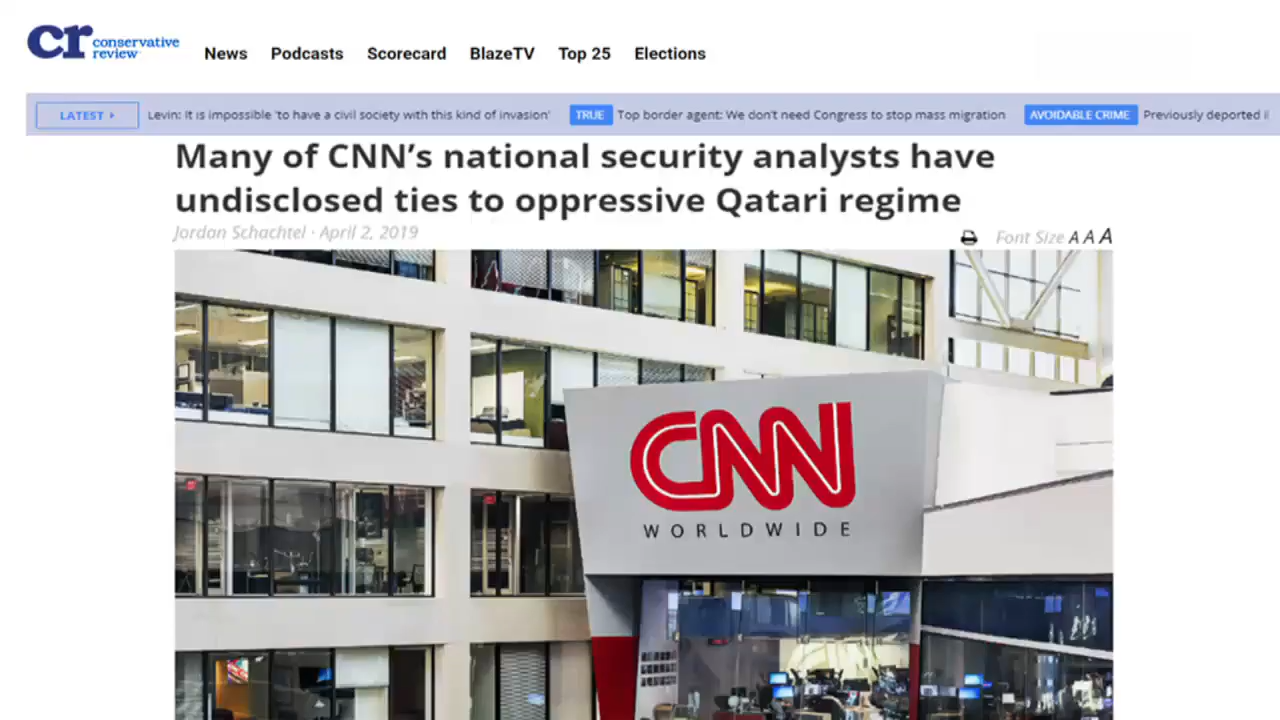 cr conservative review
News Podcasts Scorecard BlazeTV Top 25 Elections
LATEST Levin: It is impossible 'to have a civil society with this kind of invasion' TRUE Top border agent: We don't need Congress to stop mass migration AVOIDABLE CRIME Previously deported
Many of CNN's national security analysts have
undisclosed ties to oppressive Qatari regime
Jordan Schachtel · April 2, 2019
Font Size A A A
CNN
WORLDWIDE